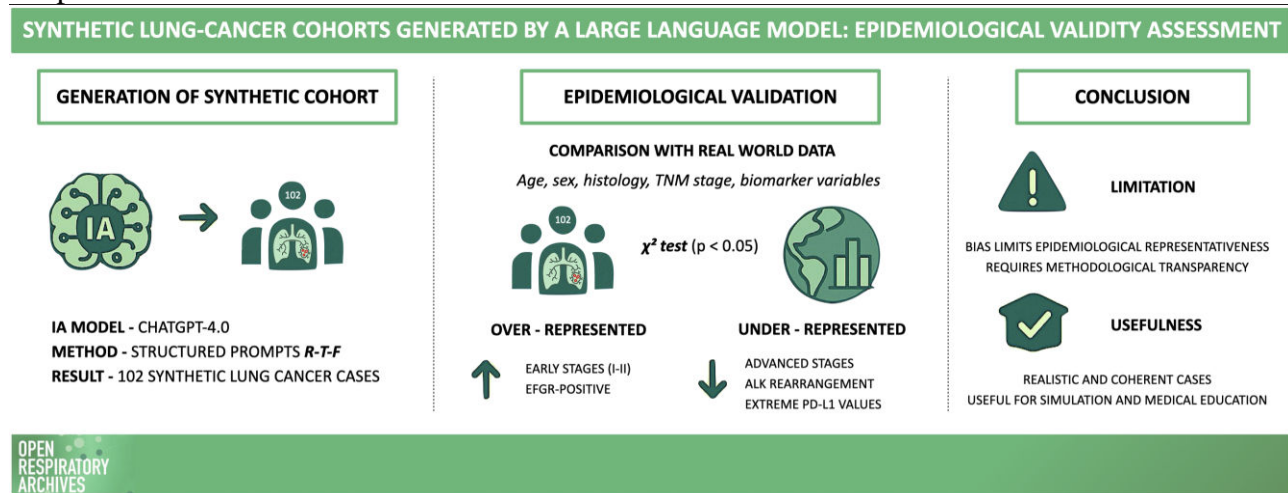 SYNTHETIC LUNG-CANCER COHORTS GENERATED BY A LARGE LANGUAGE MODEL: EPIDEMIOLOGICAL VALIDITY ASSESSMENT
GENERATION OF SYNTHETIC COHORT
IA
102
IA MODEL - CHATGPT-4.0
METHOD - STRUCTURED PROMPTS R-T-F
RESULT - 102 SYNTHETIC LUNG CANCER CASES
EPIDEMIOLOGICAL VALIDATION
COMPARISON WITH REAL WORLD DATA
Age, sex, histology, TNM stage, biomarker variables
102
χ² test (p < 0.05)
OVER - REPRESENTED
EARLY STAGES (I-II)
EFGR-POSITIVE
UNDER - REPRESENTED
ADVANCED STAGES
ALK REARRANGEMENT
EXTREME PD-L1 VALUES
CONCLUSION
LIMITATION
BIAS LIMITS EPIDEMIOLOGICAL REPRESENTATIVENESS
REQUIRES METHODOLOGICAL TRANSPARENCY
USEFULNESS
REALISTIC AND COHERENT CASES
USEFUL FOR SIMULATION AND MEDICAL EDUCATION
OPEN
RESPIRATORY
ARCHIVES